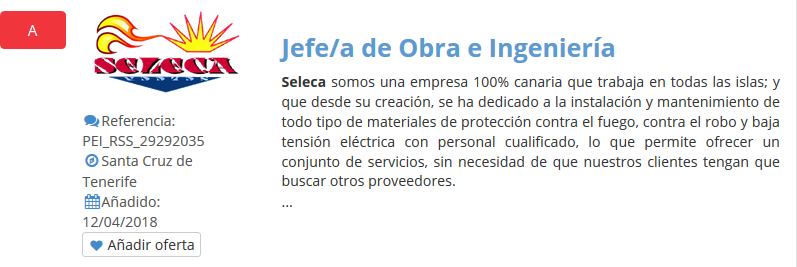 A
SELECA
CANARIAS
Referencia:
PEI_RSS_29292035
Santa Cruz de
Tenerife
Añadido:
12/04/2018
Añadir oferta
Jefe/a de Obra e Ingeniería
Seleca somos una empresa 100% canaria que trabaja en todas las islas; y
que desde su creación, se ha dedicado a la instalación y mantenimiento de
todo tipo de materiales de protección contra el fuego, contra el robo y baja
tensión eléctrica con personal cualificado, lo que permite ofrecer un
conjunto de servicios, sin necesidad de que nuestros clientes tengan que
buscar otros proveedores.
...